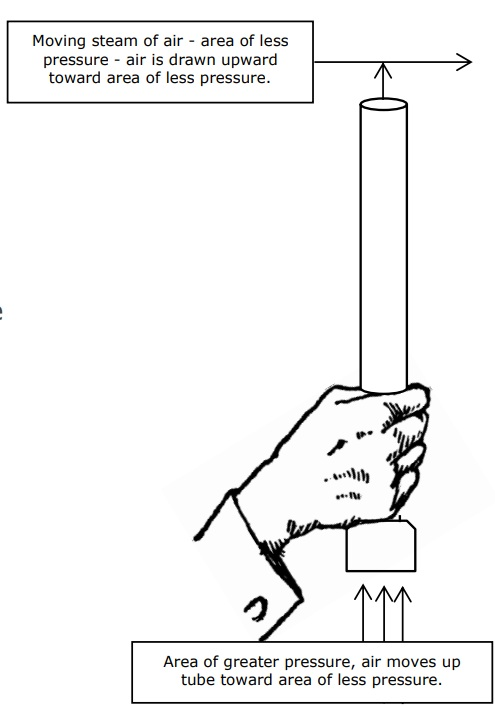 Moving steam of air - area of less
pressure - air is drawn upward
toward area of less pressure.
e
Area of greater pressure, air moves up
tube toward area of less pressure.